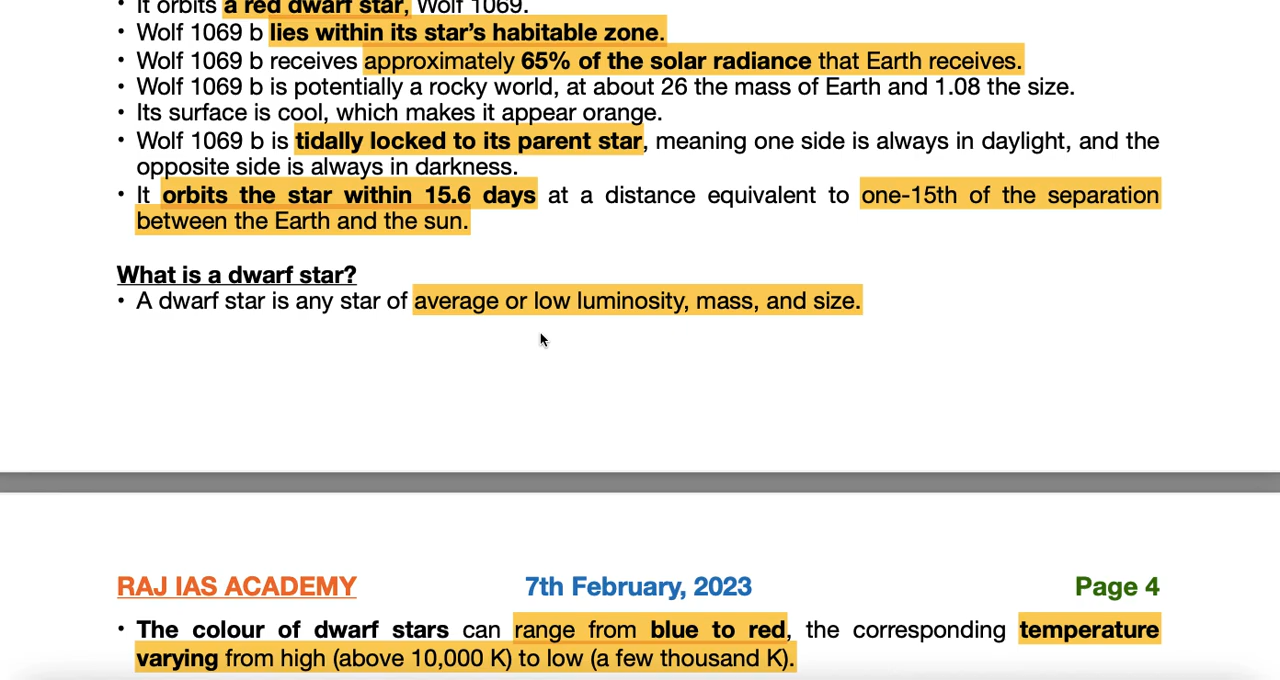 • It orbits a red dwarf star, Wolf 1069.
• Wolf 1069 b lies within its star's habitable zone.
• Wolf 1069 b receives approximately 65% of the solar radiance that Earth receives.
• Wolf 1069 b is potentially a rocky world, at about 26 the mass of Earth and 1.08 the size.
• Its surface is cool, which makes it appear orange.
• Wolf 1069 b is tidally locked to its parent star, meaning one side is always in daylight, and the
opposite side is always in darkness.
• It orbits the star within 15.6 days at a distance equivalent to one-15th of the separation
between the Earth and the sun.
What is a dwarf star?
• A dwarf star is any star of average or low luminosity, mass, and size.
RAJ IAS ACADEMY 7th February, 2023 Page 4
• The colour of dwarf stars can range from blue to red, the corresponding temperature
varying from high (above 10,000 K) to low (a few thousand K).